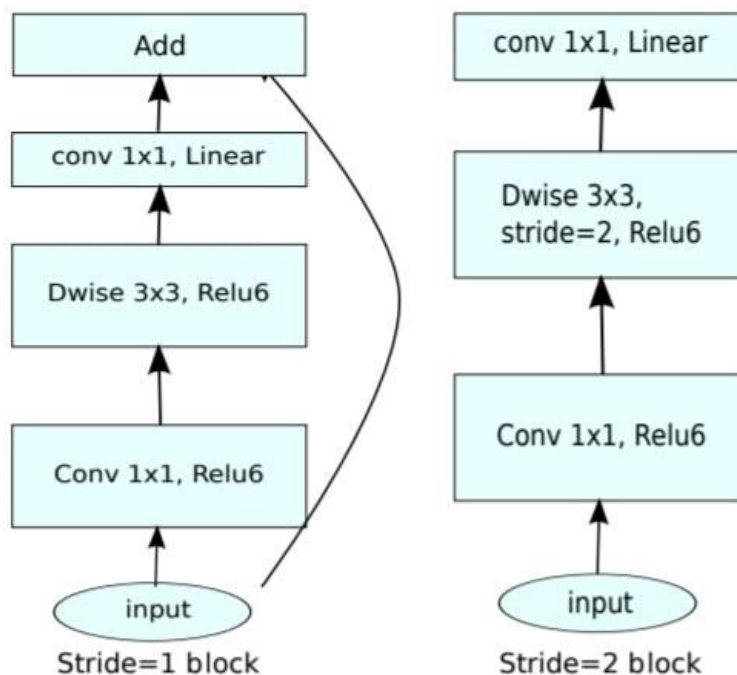 Add
conv 1x1, Linear
Dwise 3x3, Relu6
Conv 1x1, Relu6
input
Stride=1 block
conv 1x1, Linear
Dwise 3x3,
stride=2, Relu6
Conv 1x1, Relu6
input
Stride=2 block